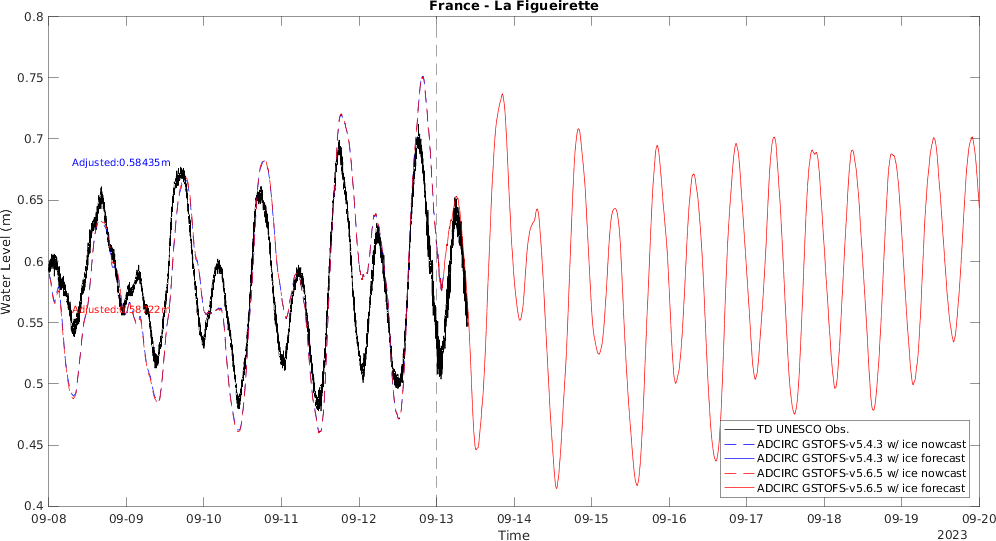 France - La Figueirette
0.8
0.75
0.7
0.65
0.6
0.55
0.5
0.45
0.4
Water Level (m)
Adjusted:0.58435m
TD UNESCO Obs.
ADCIRC GSTOFS-v5.4.3 w/ ice nowcast
ADCIRC GSTOFS-v5.4.3 w/ ice forecast
ADCIRC GSTOFS-v5.6.5 w/ ice nowcast
ADCIRC GSTOFS-v5.6.5 w/ ice forecast
09-08 09-09 09-10 09-11 09-12 09-13 09-14 09-15 09-16 09-17 09-18 09-19 09-20
Time
2023